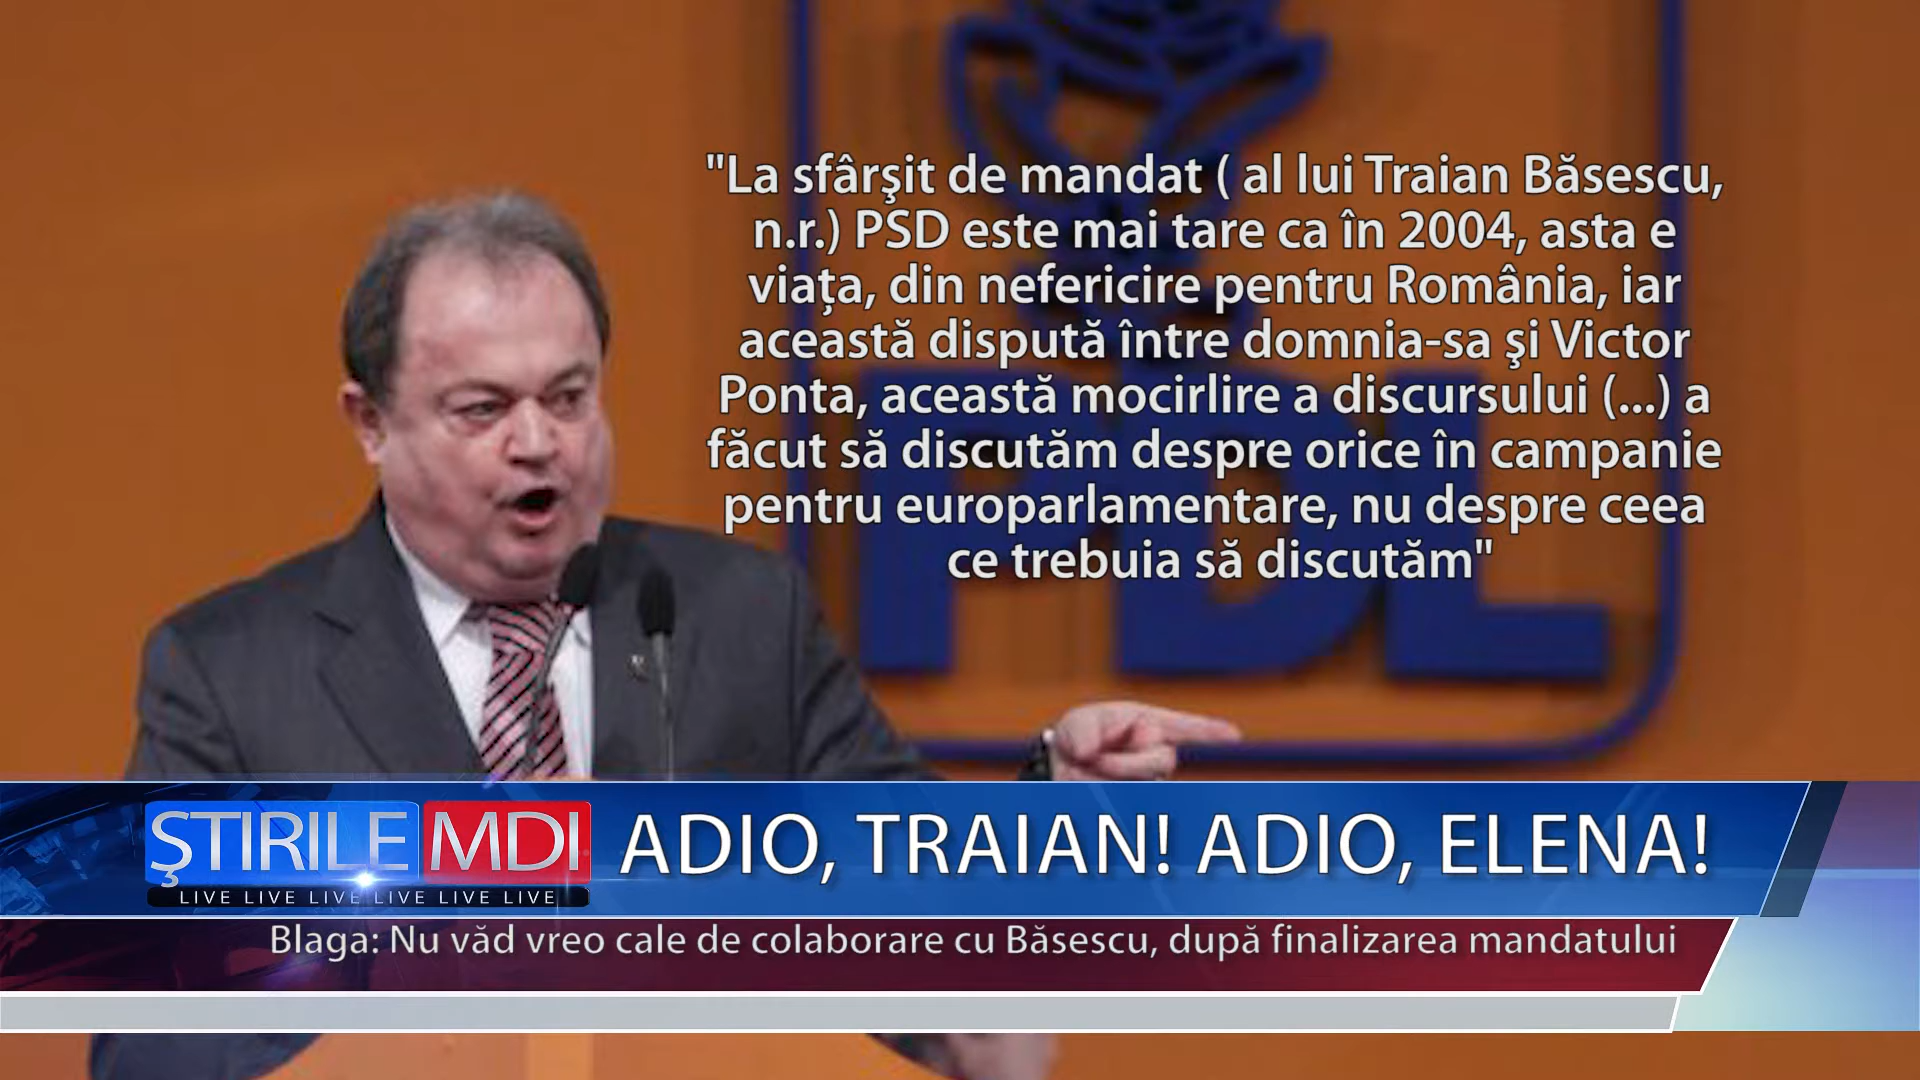 "La sfârşit de mandat ( al lui Traian Băsescu,
n.r.) PSD este mai tare ca în 2004, asta e
viața, din nefericire pentru România, iar
această dispută între domnia-sa şi Victor
Ponta, această mocirlire a discursului (...) a
făcut să discutăm despre orice în campanie
pentru europarlamentare, nu despre ceea
ce trebuia să discutăm"
PDL
ŞTIRILE MDI
LIVE LIVE LIVE LIVE LIVE LIVE
ADIO, TRAIAN! ADIO, ELENA!
Blaga: Nu văd vreo cale de colaborare cu Băsescu, după finalizarea mandatului